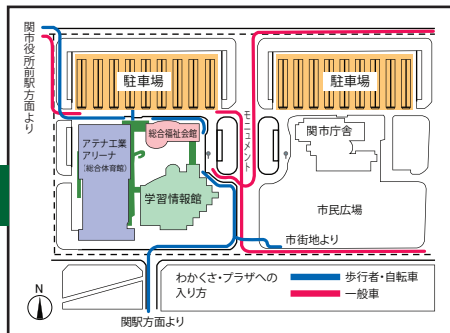 関市役所前駅方面より
駐車場
駐車場
モニュメント
総合福祉会館
関市庁舎
アテナ工業
アリーナ
(総合体育館)
学習情報館
市民広場
市街地より
わかくさ・プラザへの
入り方
歩行者・自転車
一般車
N
関駅方面より